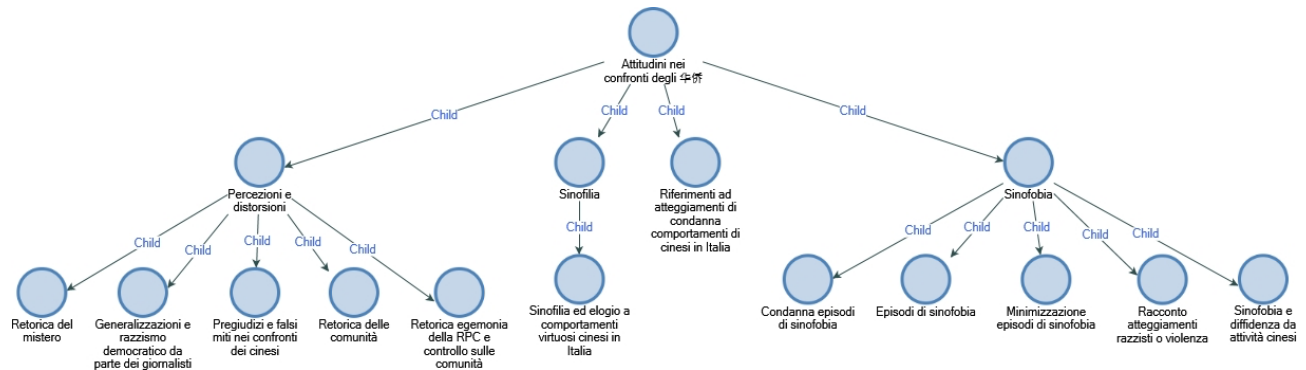 Attitudini nei
confronti degli 华侨
Child
Child
Child
Child
Percezioni e
distorsioni
Sinofilia
Riferimenti ad
atteggiamenti di
condanna
comportamenti di
cinesi in Italia
Sinofobia
Child
Child
Child
Child
Child
Child
Child
Child
Child
Child
Child
Retorica del
mistero
Generalizzazioni e
razzismo
democratico da
parte dei giornalisti
Pregiudizi e falsi
miti nei confronti
dei cinesi
Retorica delle
comunità
Retorica egemonia
della RPC e
controllo sulle
comunità
Sinofilia ed elogio a
comportamenti
virtuosi cinesi in
Italia
Condanna episodi
di sinofobia
Episodi di sinofobia
Minimizzazione
episodi di sinofobia
Racconto
atteggiamenti
razzisti o violenza
Sinofobia e
diffidenza da
attività cinesi